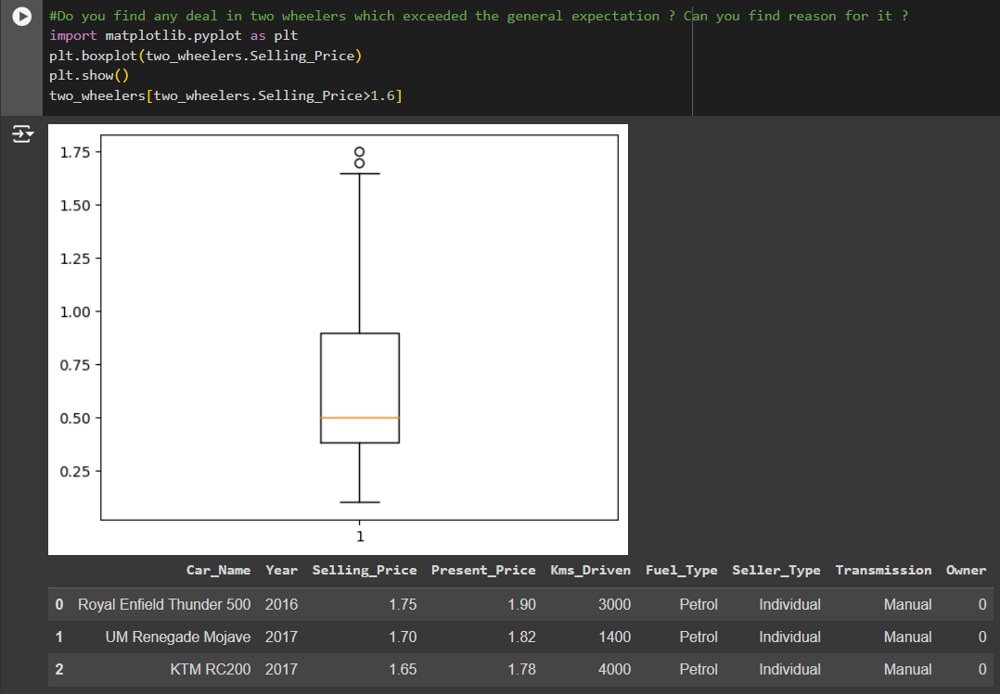 #Do you find any deal in two wheelers which exceeded the general expectation ? Can you find reason for it ?
import matplotlib.pyplot as plt
plt.boxplot(two_wheelers.Selling_Price)
plt.show()
two_wheelers[two_wheelers.Selling_Price>1.6]
1.75
1.50
1.25
1.00
0.75
0.50
0.25
1
Car_Name Year Selling_Price Present_Price Kms_Driven Fuel_Type Seller_Type Transmission Owner
0 Royal Enfield Thunder 500 2016 1.75 1.90 3000 Petrol Individual Manual 0
1 UM Renegade Mojave 2017 1.70 1.82 1400 Petrol Individual Manual 0
2 KTM RC200 2017 1.65 1.78 4000 Petrol Individual Manual 0